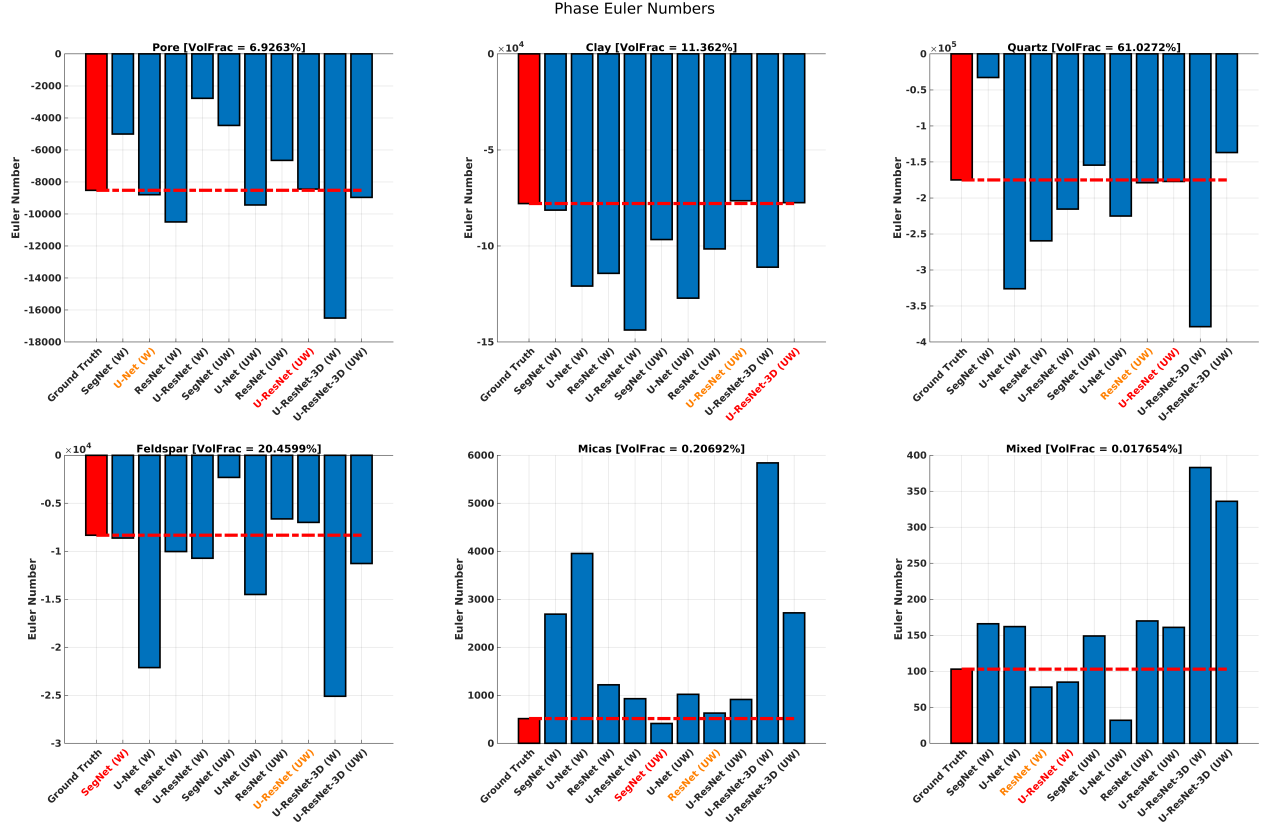 Phase Euler Numbers
Pore [VolFrac = 6.9263%]
Euler Number
0
-2000
-4000
-6000
-8000
-10000
-12000
-14000
-16000
-18000
Ground Truth
SegNet (W)
U-Net (W)
ResNet (W)
U-ResNet (W)
SegNet (UW)
U-Net (UW)
ResNet (UW)
U-ResNet (UW)
U-ResNet-3D (W)
U-ResNet-3D (UW)
Clay [VolFrac = 11.362%]
×10⁴
Euler Number
0
-5
-10
-15
Ground Truth
SegNet (W)
U-Net (W)
ResNet (W)
U-ResNet (W)
SegNet (UW)
U-Net (UW)
ResNet (UW)
U-ResNet (UW)
U-ResNet-3D (W)
U-ResNet-3D (UW)
Quartz [VolFrac = 61.0272%]
×10⁵
Euler Number
0
-0.5
-1
-1.5
-2
-2.5
-3
-3.5
-4
Ground Truth
SegNet (W)
U-Net (W)
ResNet (W)
U-ResNet (W)
SegNet (UW)
U-Net (UW)
ResNet (UW)
U-ResNet (UW)
U-ResNet-3D (W)
U-ResNet-3D (UW)
Feldspar [VolFrac = 20.4599%]
×10⁴
Euler Number
0
-0.5
-1
-1.5
-2
-2.5
-3
Ground Truth
SegNet (W)
U-Net (W)
ResNet (W)
U-ResNet (W)
SegNet (UW)
U-Net (UW)
ResNet (UW)
U-ResNet (UW)
U-ResNet-3D (W)
U-ResNet-3D (UW)
Micas [VolFrac = 0.20692%]
Euler Number
6000
5000
4000
3000
2000
1000
0
Ground Truth
SegNet (W)
U-Net (W)
ResNet (W)
U-ResNet (W)
SegNet (UW)
U-Net (UW)
ResNet (UW)
U-ResNet (UW)
U-ResNet-3D (W)
U-ResNet-3D (UW)
Mixed [VolFrac = 0.017654%]
Euler Number
400
350
300
250
200
150
100
50
0
Ground Truth
SegNet (W)
U-Net (W)
ResNet (W)
U-ResNet (W)
SegNet (UW)
U-Net (UW)
ResNet (UW)
U-ResNet (UW)
U-ResNet-3D (W)
U-ResNet-3D (UW)